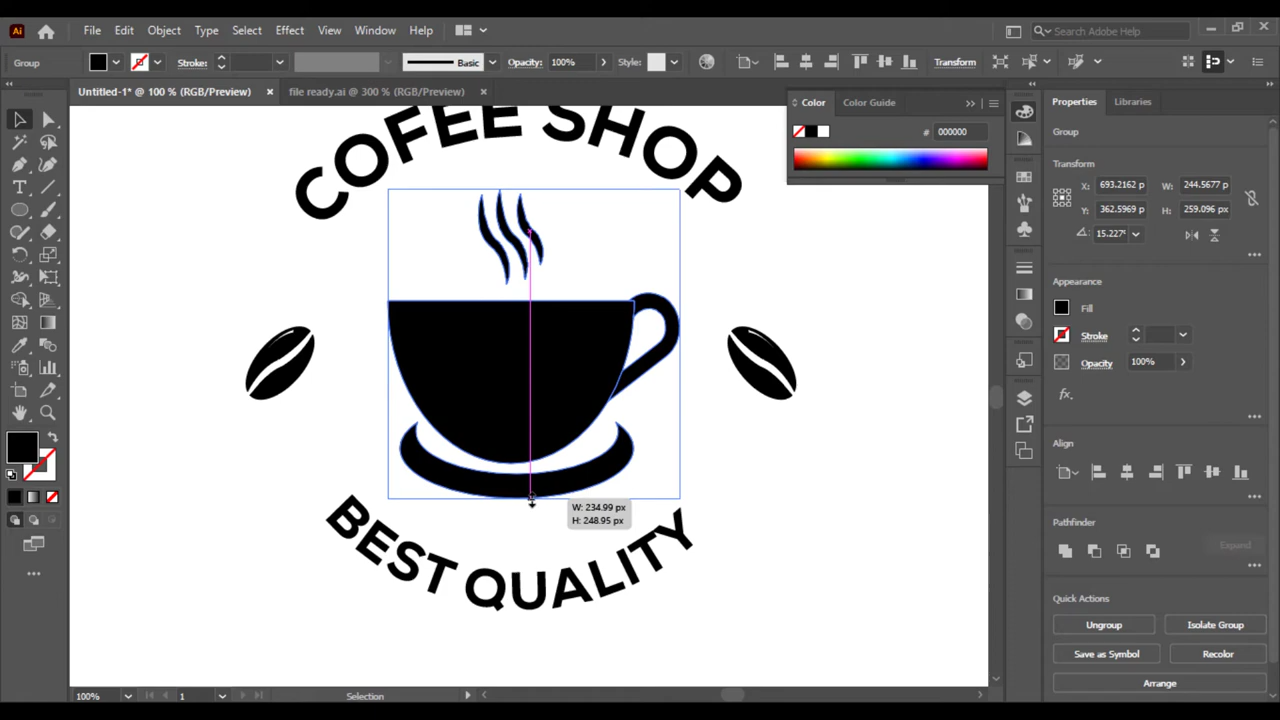 Ai File Edit Object Type Select Effect View Window Help Search Adobe Help
Group Stroke: Basic Opacity: 100% Style: Transform
Untitled-1* @ 100 % (RGB/Preview) × file ready.ai @ 300 % (RGB/Preview) ×
Color Color Guide
# 000000
Properties Libraries
Group
Transform
X: 693.2162 p W: 244.5677
Y: 362.5969 p H: 259.096 px
15.227°
Appearance
Fill
Stroke
Opacity 100%
fx
Align
Pathfinder
Expand
Quick Actions
Ungroup Isolate Group
Save as Symbol Recolor
Arrange
COFEE SHOP
W: 234.99 px
H: 248.95 px
BEST QUALITY
100% 1 Selection